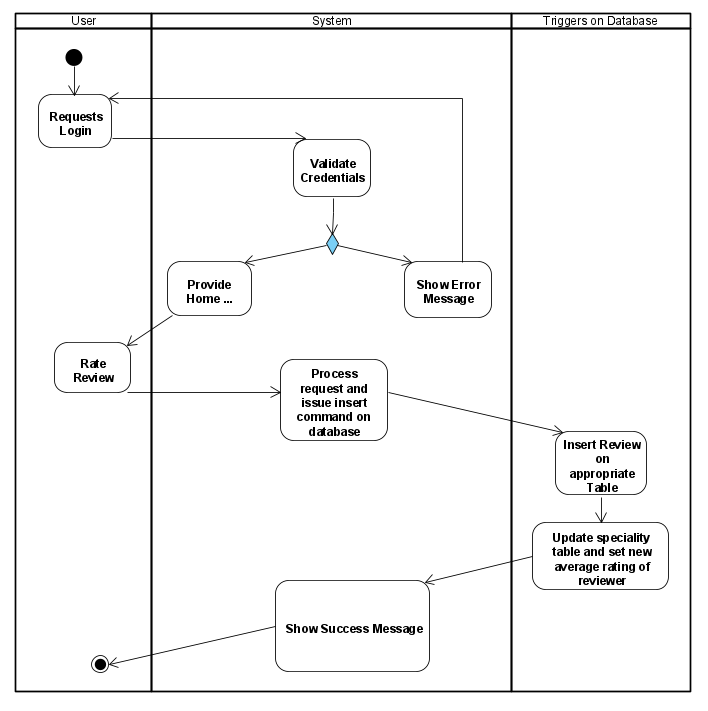 User
System
Triggers on Database
Requests
Login
Validate
Credentials
Provide
Home ...
Show Error
Message
Rate
Review
Process
request and
issue insert
command on
database
Insert Review
on
appropriate
Table
Update speciality
table and set new
average rating of
reviewer
Show Success Message